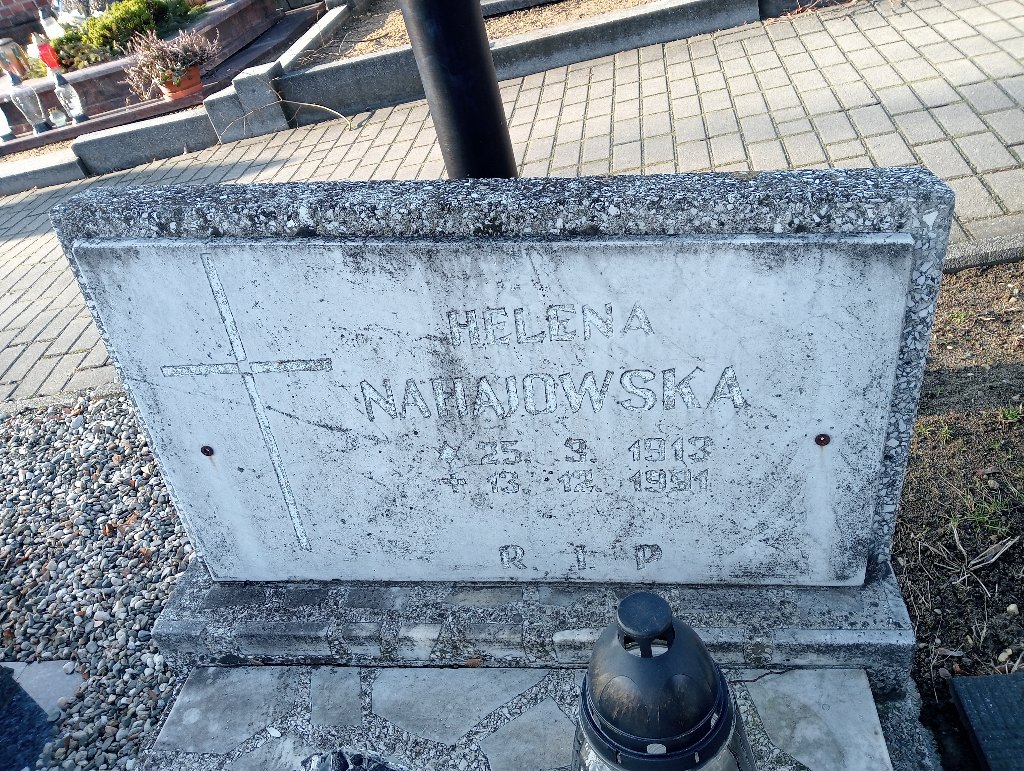 HELENA
NAHAJOWSKA
* 25. 9. 1913
+ 13. 12. 1991
R. I. P